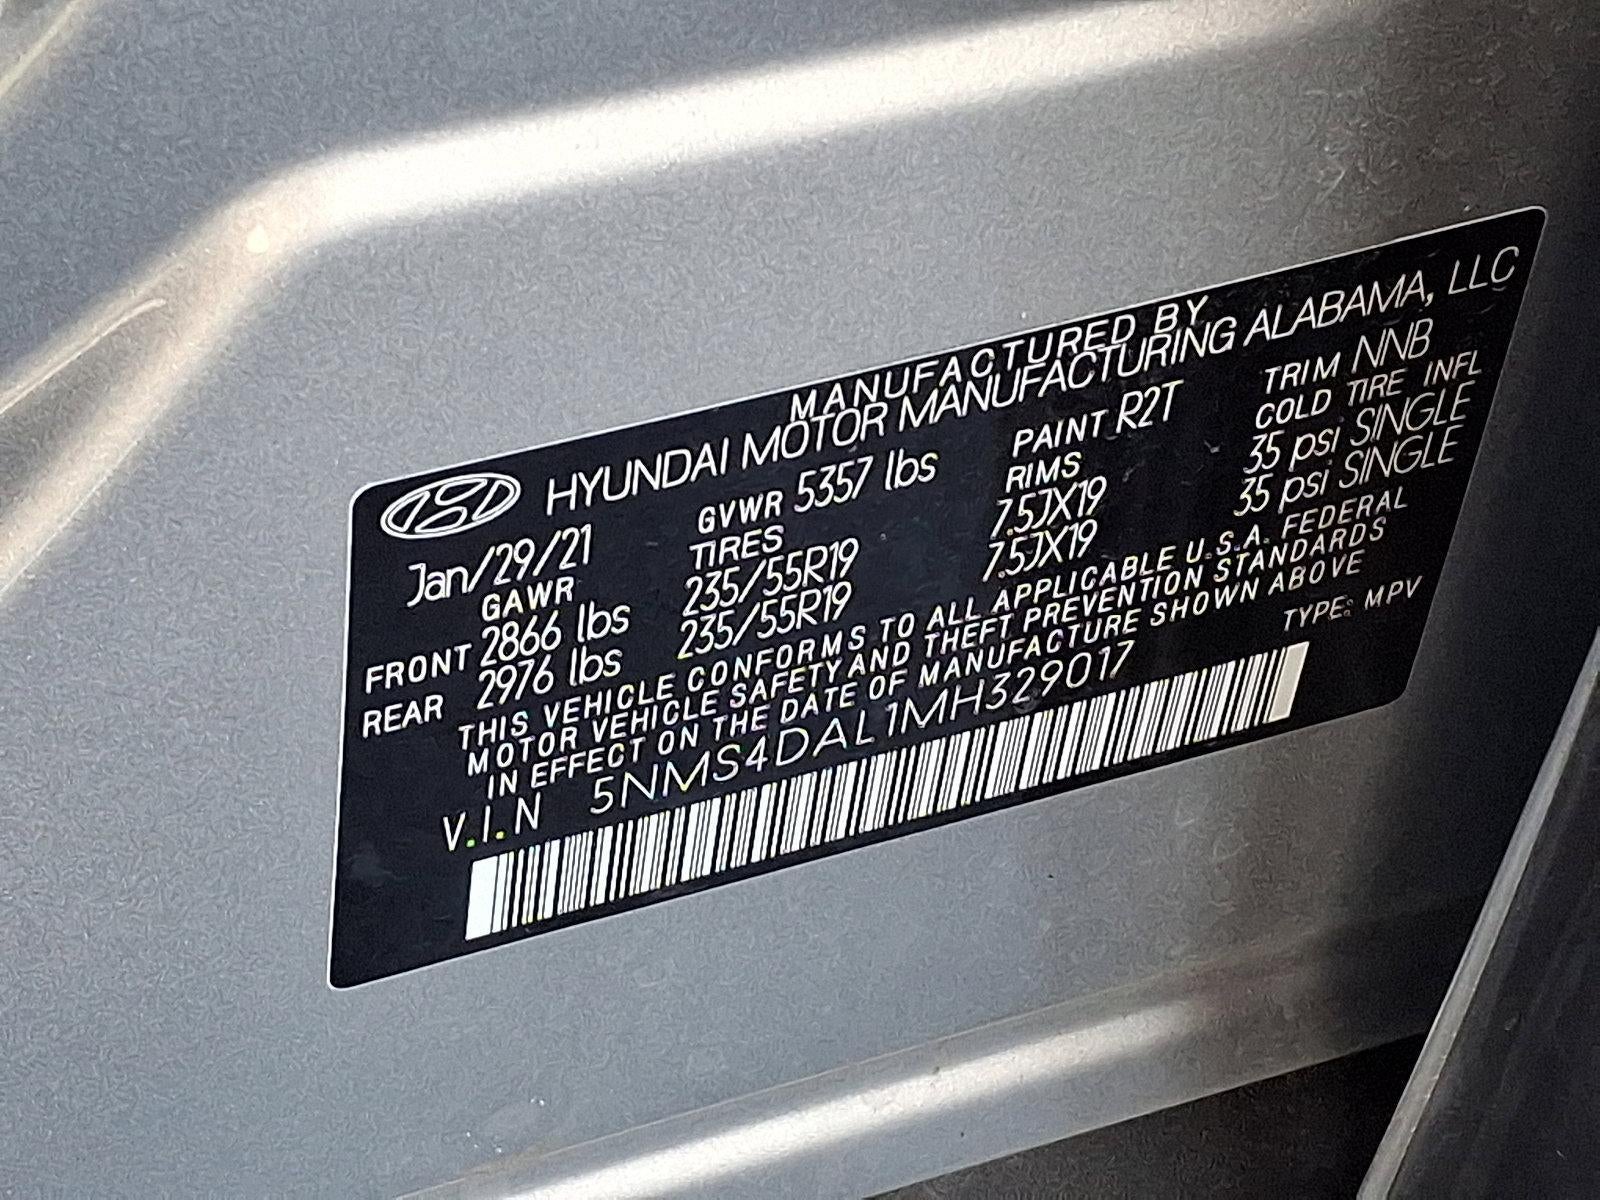 MANUFACTURED BY
HYUNDAI MOTOR MANUFACTURING ALABAMA, LLC
Jan/29/21 GVWR 5357 lbs PAINT R2T TRIM NNB
GAWR TIRES RIMS COLD TIRE INFL
FRONT 2866 lbs 235/55R19 7.5JX19 35 psi SINGLE
REAR 2976 lbs 235/55R19 7.5JX19 35 psi SINGLE
THIS VEHICLE CONFORMS TO ALL APPLICABLE U.S.A. FEDERAL
MOTOR VEHICLE SAFETY AND THEFT PREVENTION STANDARDS
IN EFFECT ON THE DATE OF MANUFACTURE SHOWN ABOVE
V.I.N 5NMS4DAL1MH329017 TYPE: MPV